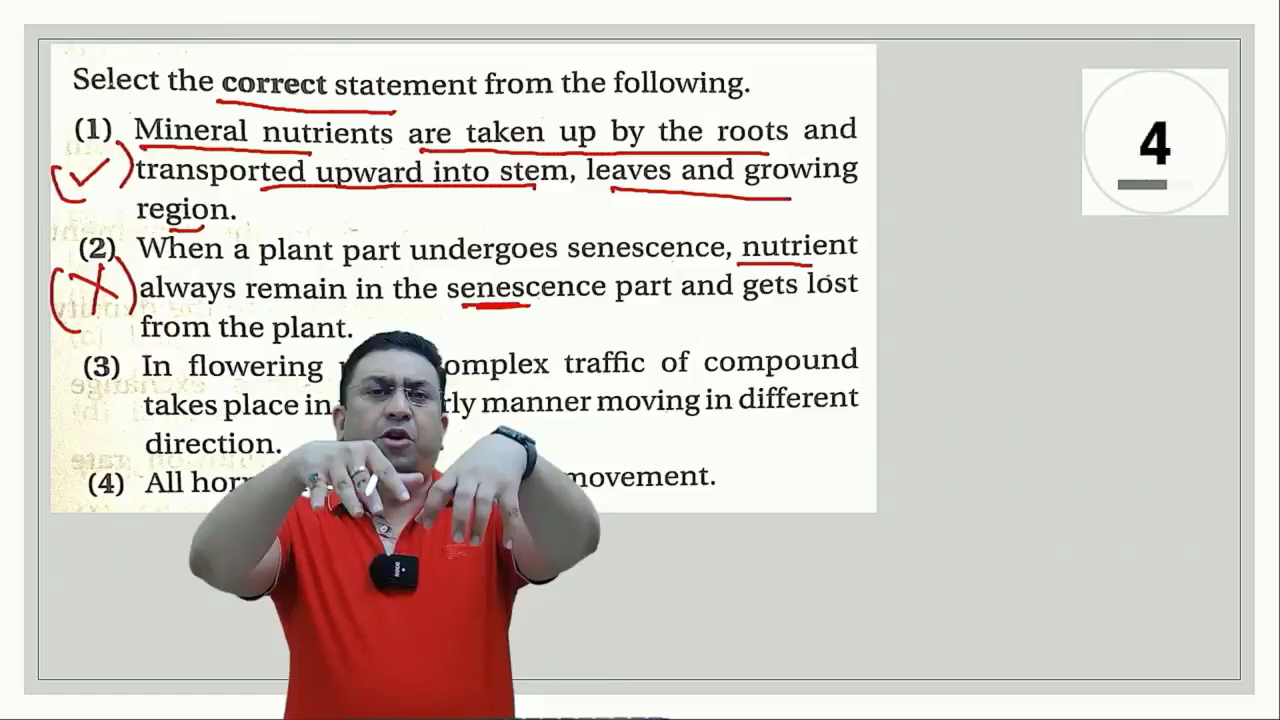 Select the correct statement from the following.
4
(1) Mineral nutrients are taken up by the roots and
transported upward into stem, leaves and growing
region.
(2) When a plant part undergoes senescence, nutrient
always remain in the senescence part and gets lost
from the plant.
(3) In flowering complex traffic of compound
takes place in manner moving in different
direction.
(4) All movement.